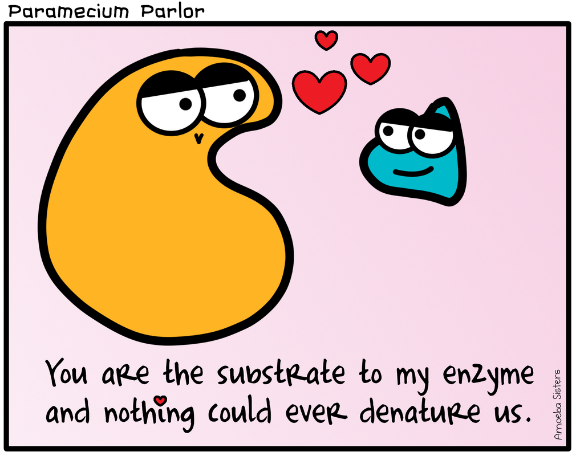 Paramecium Parlor
You are the substrate to my enzyme
and nothing could ever denature us.
Amoeba Sisters